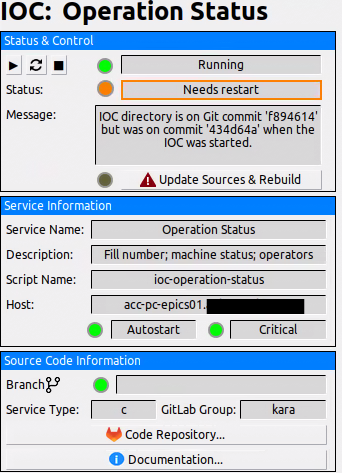 IOC: Operation Status
Status & Control
Running
Status: Needs restart
Message: IOC directory is on Git commit 'f894614'
but was on commit '434d64a' when the
IOC was started.
Update Sources & Rebuild
Service Information
Service Name: Operation Status
Description: Fill number; machine status; operators
Script Name: ioc-operation-status
Host: acc-pc-epics01.
Autostart Critical
Source Code Information
Branch
Service Type: c GitLab Group: kara
Code Repository...
Documentation...